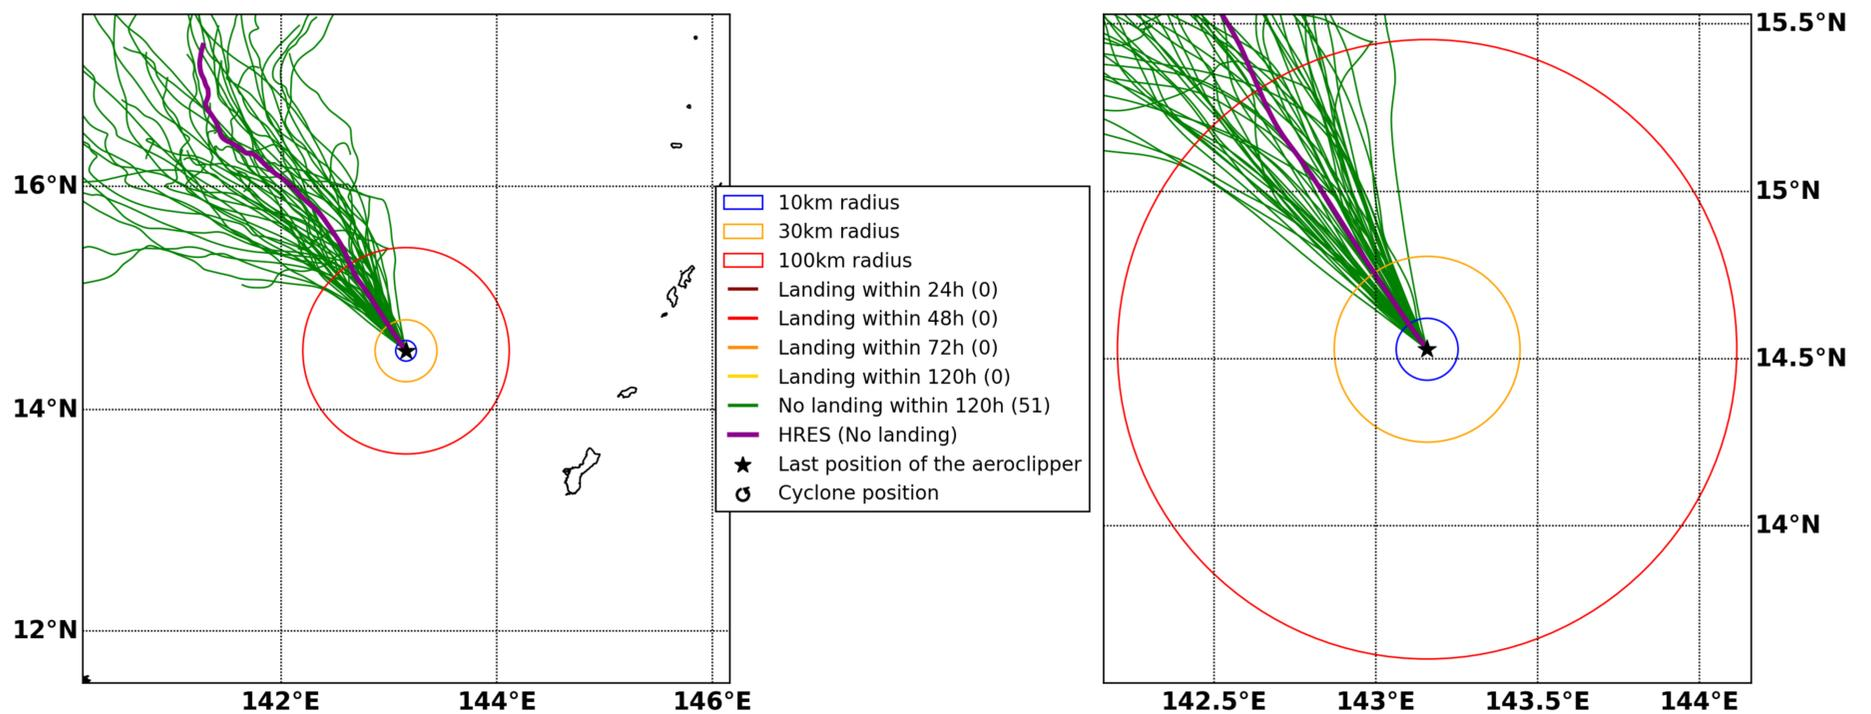 16°N
14°N
12°N
142°E
144°E
146°E
10km radius
30km radius
100km radius
Landing within 24h (0)
Landing within 48h (0)
Landing within 72h (0)
Landing within 120h (0)
No landing within 120h (51)
HRES (No landing)
Last position of the aeroclipper
Cyclone position
15.5°N
15°N
14.5°N
14°N
142.5°E
143°E
143.5°E
144°E